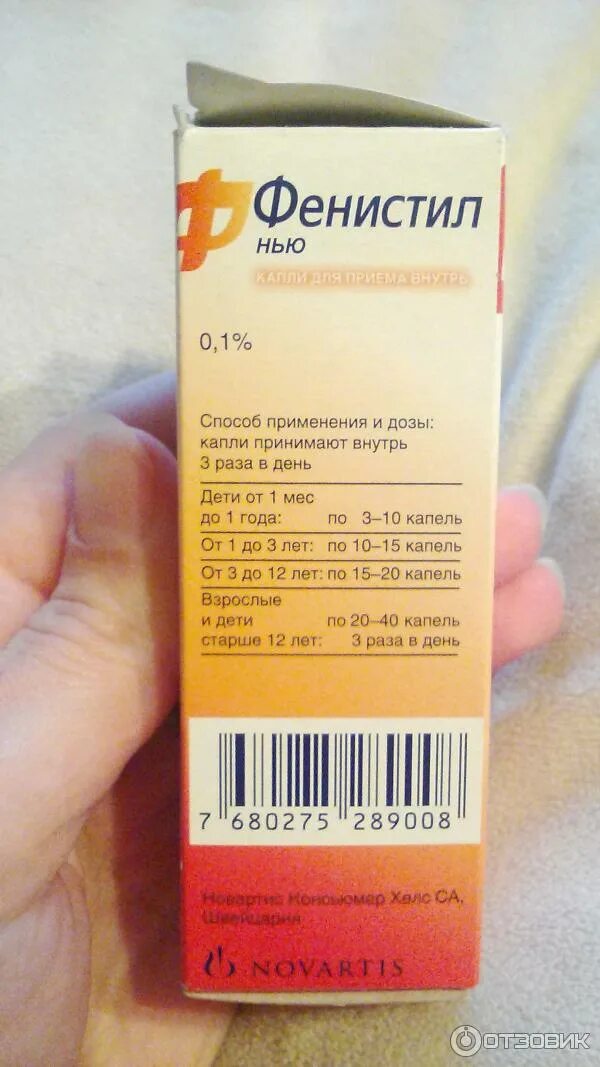 Фенистил
нью
КАПЛИ ДЛЯ ПРИЕМА ВНУТРЬ
0,1%
Способ применения и дозы:
капли принимают внутрь
3 раза в день
Дети от 1 мес
до 1 года: по 3–10 капель
От 1 до 3 лет: по 10–15 капель
От 3 до 12 лет: по 15–20 капель
Взрослые
и дети по 20–40 капель
старше 12 лет: 3 раза в день
7 680275 289008
Новартис Консьюмер Хелс СА,
Швейцария
NOVARTIS
ОТЗОВИК